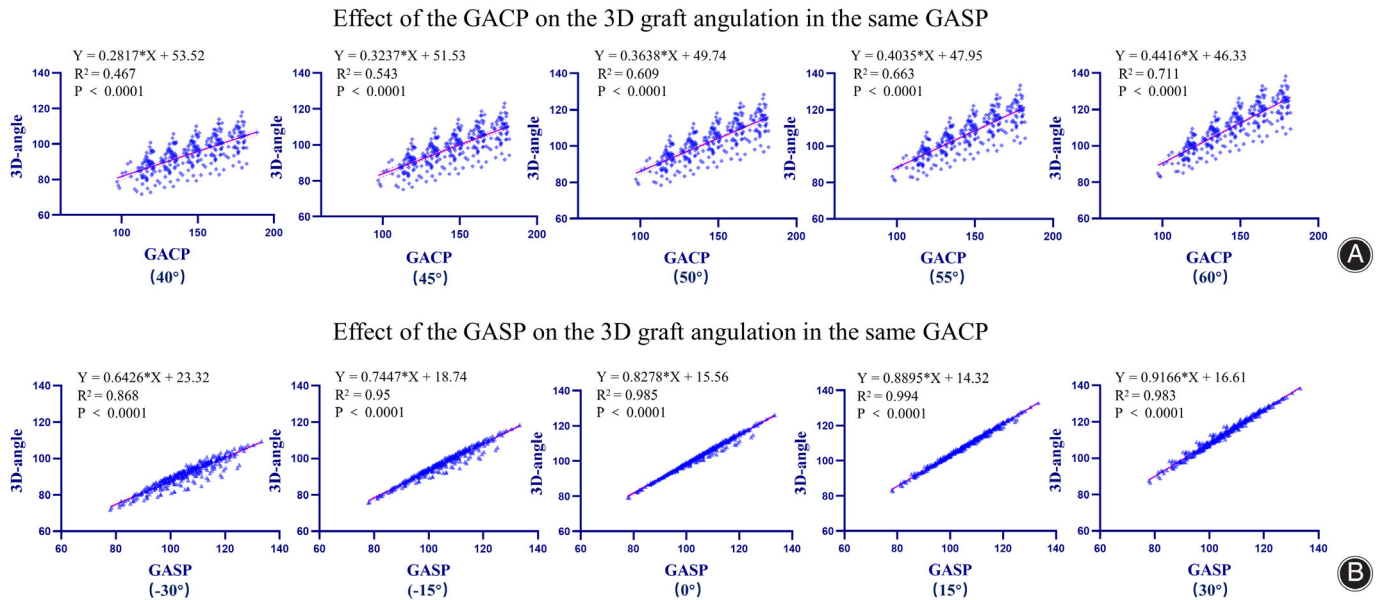 Effect of the GACP on the 3D graft angulation in the same GASP
Y = 0.2817*X + 53.52
R² = 0.467
P < 0.0001
3D-angle
140
120
100
80
60
100
150
200
GACP
(40°)
Y = 0.3237*X + 51.53
R² = 0.543
P < 0.0001
3D-angle
140
120
100
80
60
100
150
200
GACP
(45°)
Y = 0.3638*X + 49.74
R² = 0.609
P < 0.0001
3D-angle
140
120
100
80
60
100
150
200
GACP
(50°)
Y = 0.4035*X + 47.95
R² = 0.663
P < 0.0001
3D-angle
140
120
100
80
60
100
150
200
GACP
(55°)
Y = 0.4416*X + 46.33
R² = 0.711
P < 0.0001
3D-angle
140
120
100
80
60
100
150
200
GACP
(60°)
A
Effect of the GASP on the 3D graft angulation in the same GACP
Y = 0.6426*X + 23.32
R² = 0.868
P < 0.0001
3D-angle
140
120
100
80
60
60
80
100
120
140
GASP
(-30°)
Y = 0.7447*X + 18.74
R² = 0.95
P < 0.0001
3D-angle
140
120
100
80
60
60
80
100
120
140
GASP
(-15°)
Y = 0.8278*X + 15.56
R² = 0.985
P < 0.0001
3D-angle
140
120
100
80
60
60
80
100
120
140
GASP
(0°)
Y = 0.8895*X + 14.32
R² = 0.994
P < 0.0001
3D-angle
140
120
100
80
60
60
80
100
120
140
GASP
(15°)
Y = 0.9166*X + 16.61
R² = 0.983
P < 0.0001
3D-angle
140
120
100
80
60
60
80
100
120
140
GASP
(30°)
B